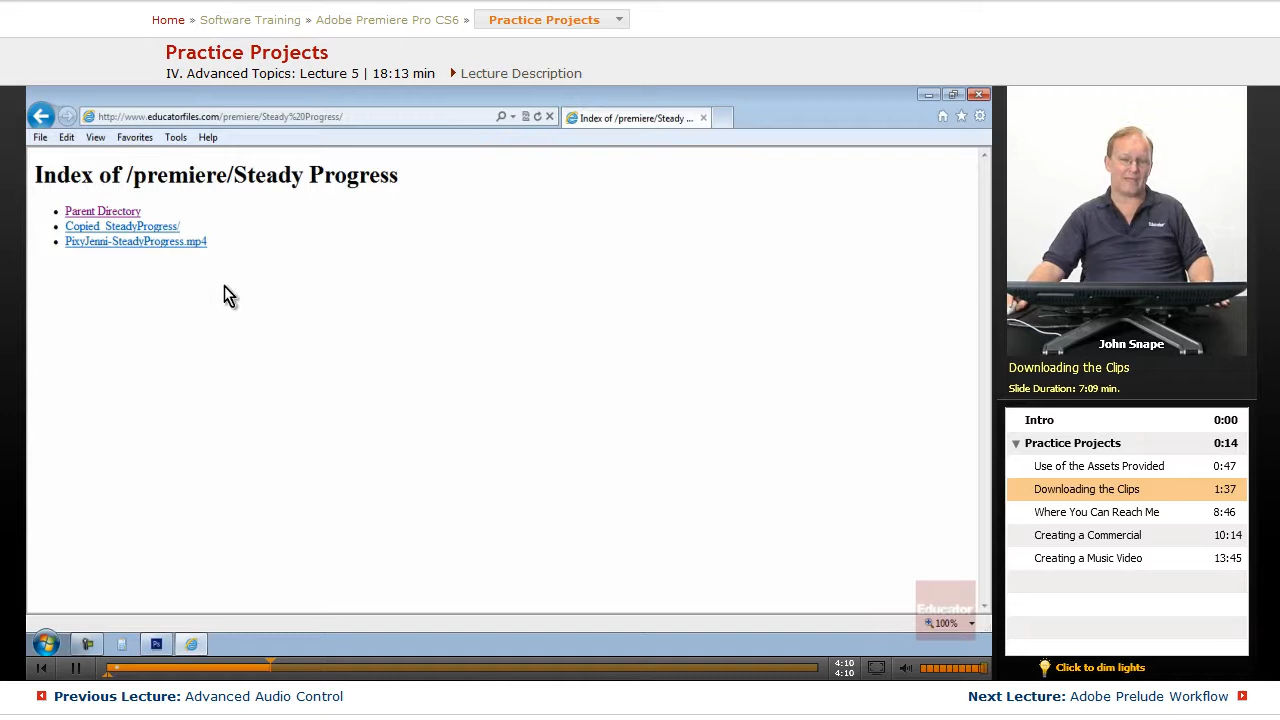 Home » Software Training » Adobe Premiere Pro CS6 » Practice Projects
Practice Projects
IV. Advanced Topics: Lecture 5 | 18:13 min Lecture Description
http://www.educatorfiles.com/premiere/Steady%20Progress/
Index of /premiere/Steady ...
File Edit View Favorites Tools Help
Index of /premiere/Steady Progress
Parent Directory
Copied_SteadyProgress/
PixyJenni-SteadyProgress.mp4
Educator
100%
Educator
John Snape
Downloading the Clips
Slide Duration: 7:09 min.
Intro 0:00
Practice Projects 0:14
Use of the Assets Provided 0:47
Downloading the Clips 1:37
Where You Can Reach Me 8:46
Creating a Commercial 10:14
Creating a Music Video 13:45
4:10
4:10
Click to dim lights
Previous Lecture: Advanced Audio Control
Next Lecture: Adobe Prelude Workflow